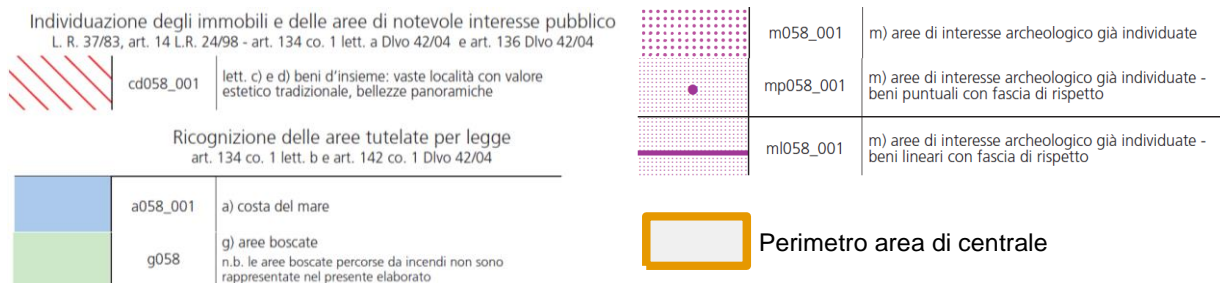 Individuazione degli immobili e delle aree di notevole interesse pubblico
L. R. 37/83, art. 14 L.R. 24/98 - art. 134 co. 1 lett. a Dlvo 42/04 e art. 136 Dlvo 42/04
cd058_001
lett. c) e d) beni d'insieme: vaste località con valore
estetico tradizionale, bellezze panoramiche
Ricognizione delle aree tutelate per legge
art. 134 co. 1 lett. b e art. 142 co. 1 Dlvo 42/04
a058_001
a) costa del mare
g058
g) aree boscate
n.b. le aree boscate percorse da incendi non sono
rappresentate nel presente elaborato
m058_001
m) aree di interesse archeologico già individuate
mp058_001
m) aree di interesse archeologico già individuate -
beni puntuali con fascia di rispetto
ml058_001
m) aree di interesse archeologico già individuate -
beni lineari con fascia di rispetto
Perimetro area di centrale